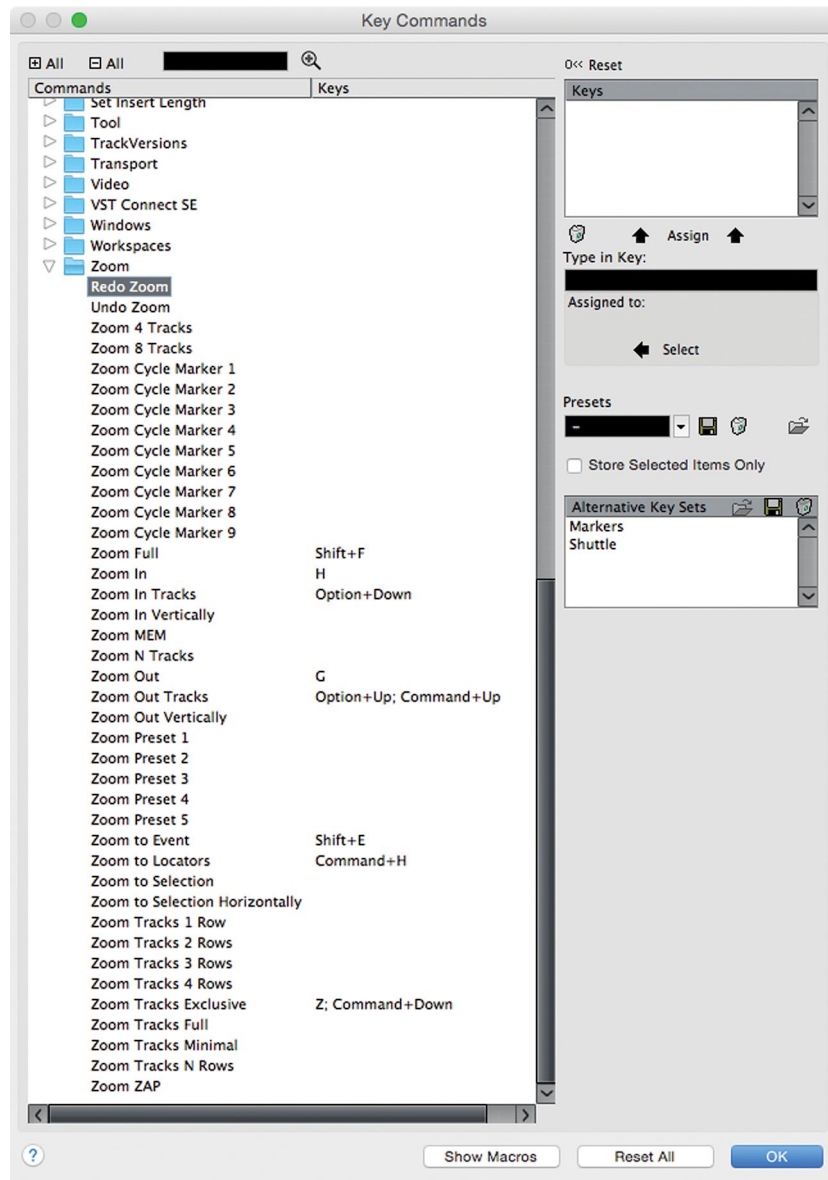 Key Commands
All All
Commands Keys
Set Insert Length
Tool
TrackVersions
Transport
Video
VST Connect SE
Windows
Workspaces
Zoom
Redo Zoom
Undo Zoom
Zoom 4 Tracks
Zoom 8 Tracks
Zoom Cycle Marker 1
Zoom Cycle Marker 2
Zoom Cycle Marker 3
Zoom Cycle Marker 4
Zoom Cycle Marker 5
Zoom Cycle Marker 6
Zoom Cycle Marker 7
Zoom Cycle Marker 8
Zoom Cycle Marker 9
Zoom Full Shift+F
Zoom In H
Zoom In Tracks Option+Down
Zoom In Vertically
Zoom MEM
Zoom N Tracks
Zoom Out G
Zoom Out Tracks Option+Up; Command+Up
Zoom Out Vertically
Zoom Preset 1
Zoom Preset 2
Zoom Preset 3
Zoom Preset 4
Zoom Preset 5
Zoom to Event Shift+E
Zoom to Locators Command+H
Zoom to Selection
Zoom to Selection Horizontally
Zoom Tracks 1 Row
Zoom Tracks 2 Rows
Zoom Tracks 3 Rows
Zoom Tracks 4 Rows
Zoom Tracks Exclusive Z; Command+Down
Zoom Tracks Full
Zoom Tracks Minimal
Zoom Tracks N Rows
Zoom ZAP
0<< Reset
Keys
Assign
Type in Key:
Assigned to:
Select
Presets
-
Store Selected Items Only
Alternative Key Sets
Markers
Shuttle
?
Show Macros Reset All OK